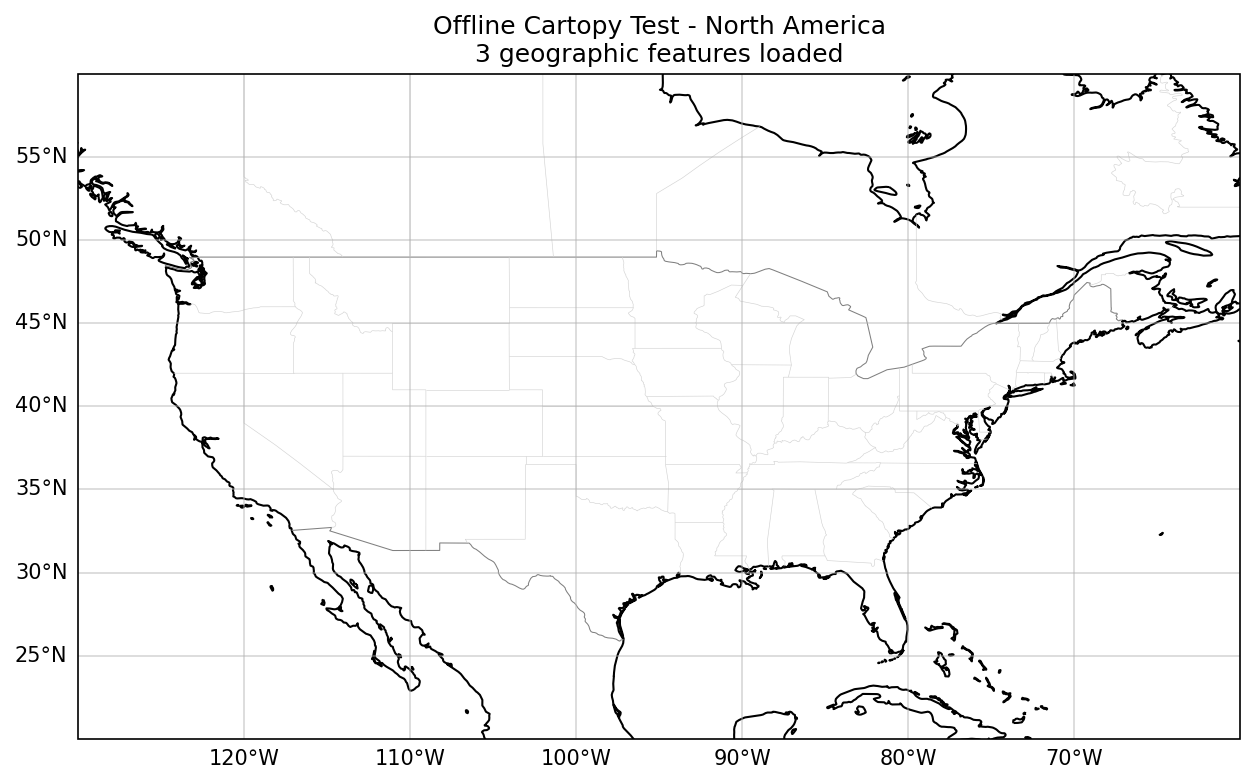 Offline Cartopy Test - North America
3 geographic features loaded
55°N
50°N
45°N
40°N
35°N
30°N
25°N
120°W 110°W 100°W 90°W 80°W 70°W